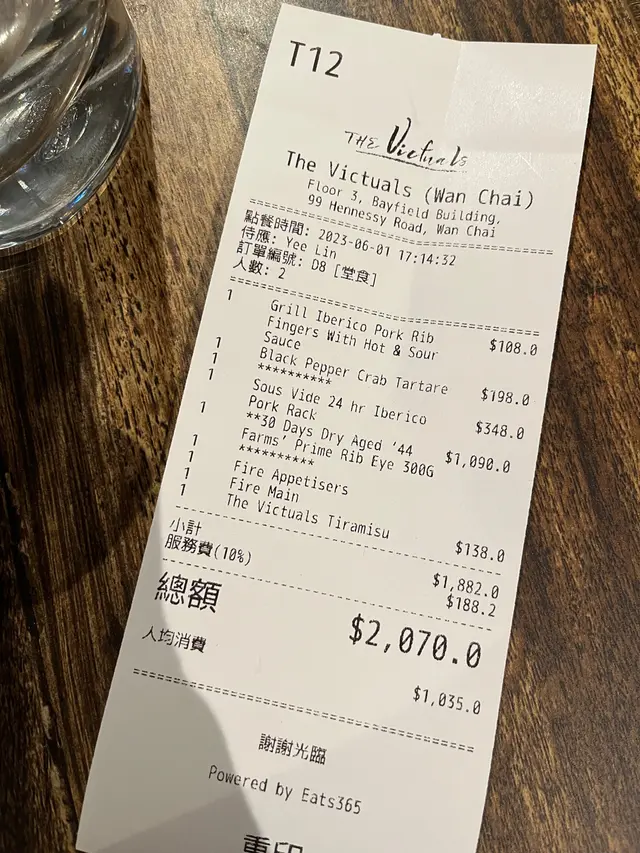 T12
THE Victuals
The Victuals (Wan Chai)
Floor 3, Bayfield Building,
99 Hennessy Road, Wan Chai
==============================
點餐時間: 2023-06-01 17:14:32
侍應: Yee Lin
訂單編號: D8 [堂食]
人數: 2
==============================
1 Grill Iberico Pork Rib $108.0
Fingers With Hot & Sour
Sauce
1 Black Pepper Crab Tartare $198.0
1 **********
1 Sous Vide 24 hr Iberico $348.0
Pork Rack
1 **30 Days Dry Aged '44 $1,090.0
Farms' Prime Rib Eye 300G
1 **********
1 Fire Appetisers
1 Fire Main
1 The Victuals Tiramisu $138.0
小計 $1,882.0
服務費(10%) $188.2
總額 $2,070.0
人均消費 $1,035.0
==============================
謝謝光臨
Powered by Eats365
重印